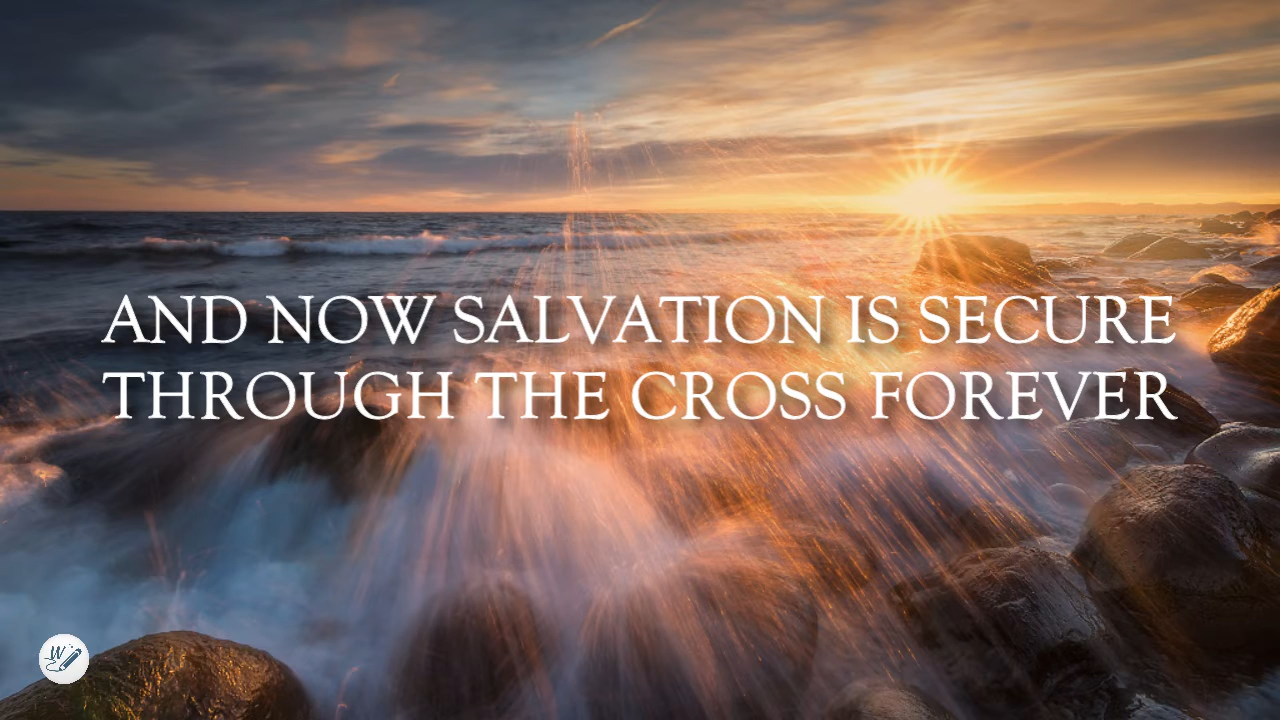 AND NOW SALVATION IS SECURE
THROUGH THE CROSS FOREVER
W